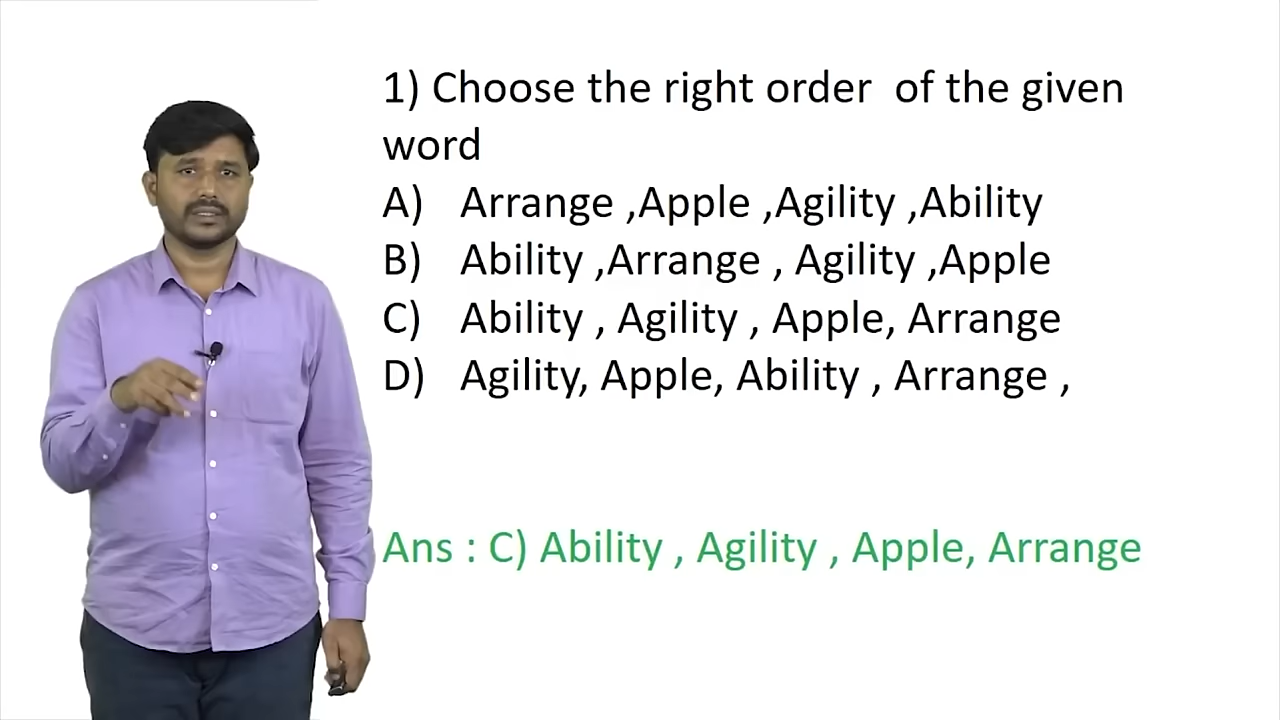 1) Choose the right order  of the given
word
A)   Arrange ,Apple ,Agility ,Ability
B)   Ability ,Arrange , Agility ,Apple
C)   Ability , Agility , Apple, Arrange
D)   Agility, Apple, Ability , Arrange ,
Ans : C) Ability , Agility , Apple, Arrange